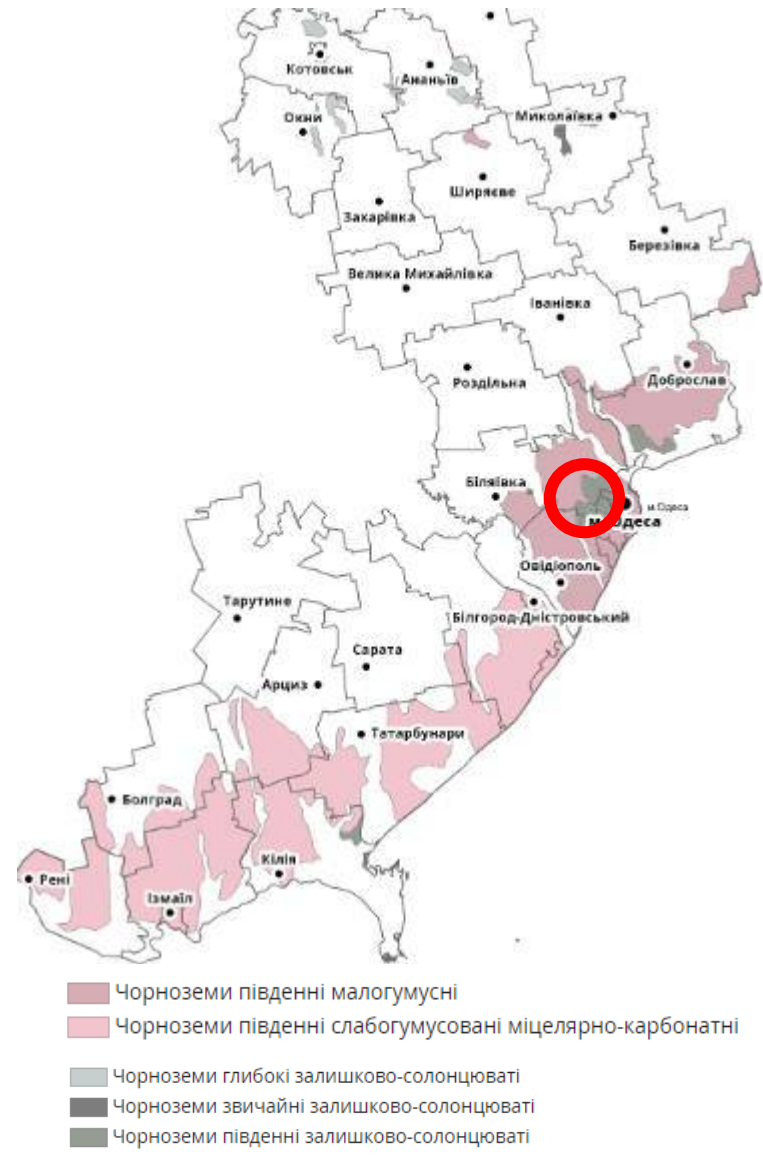 Котовськ
Ананьїв
Окни
Миколаївка
Ширяєве
Захарівка
Березівка
Велика Михайлівка
Іванівка
Роздільна
Доброслав
Біляївка
м.Одеса
м. Одеса
Овідіополь
Тарутине
Білгород-Дністровський
Сарата
Арциз
Татарбунари
Болград
Кілія
Рені
Ізмаїл
Чорноземи південні малогумусні
Чорноземи південні слабогумусовані міцелярно-карбонатні
Чорноземи глибокі залишково-солонцюваті
Чорноземи звичайні залишково-солонцюваті
Чорноземи південні залишково-солонцюваті